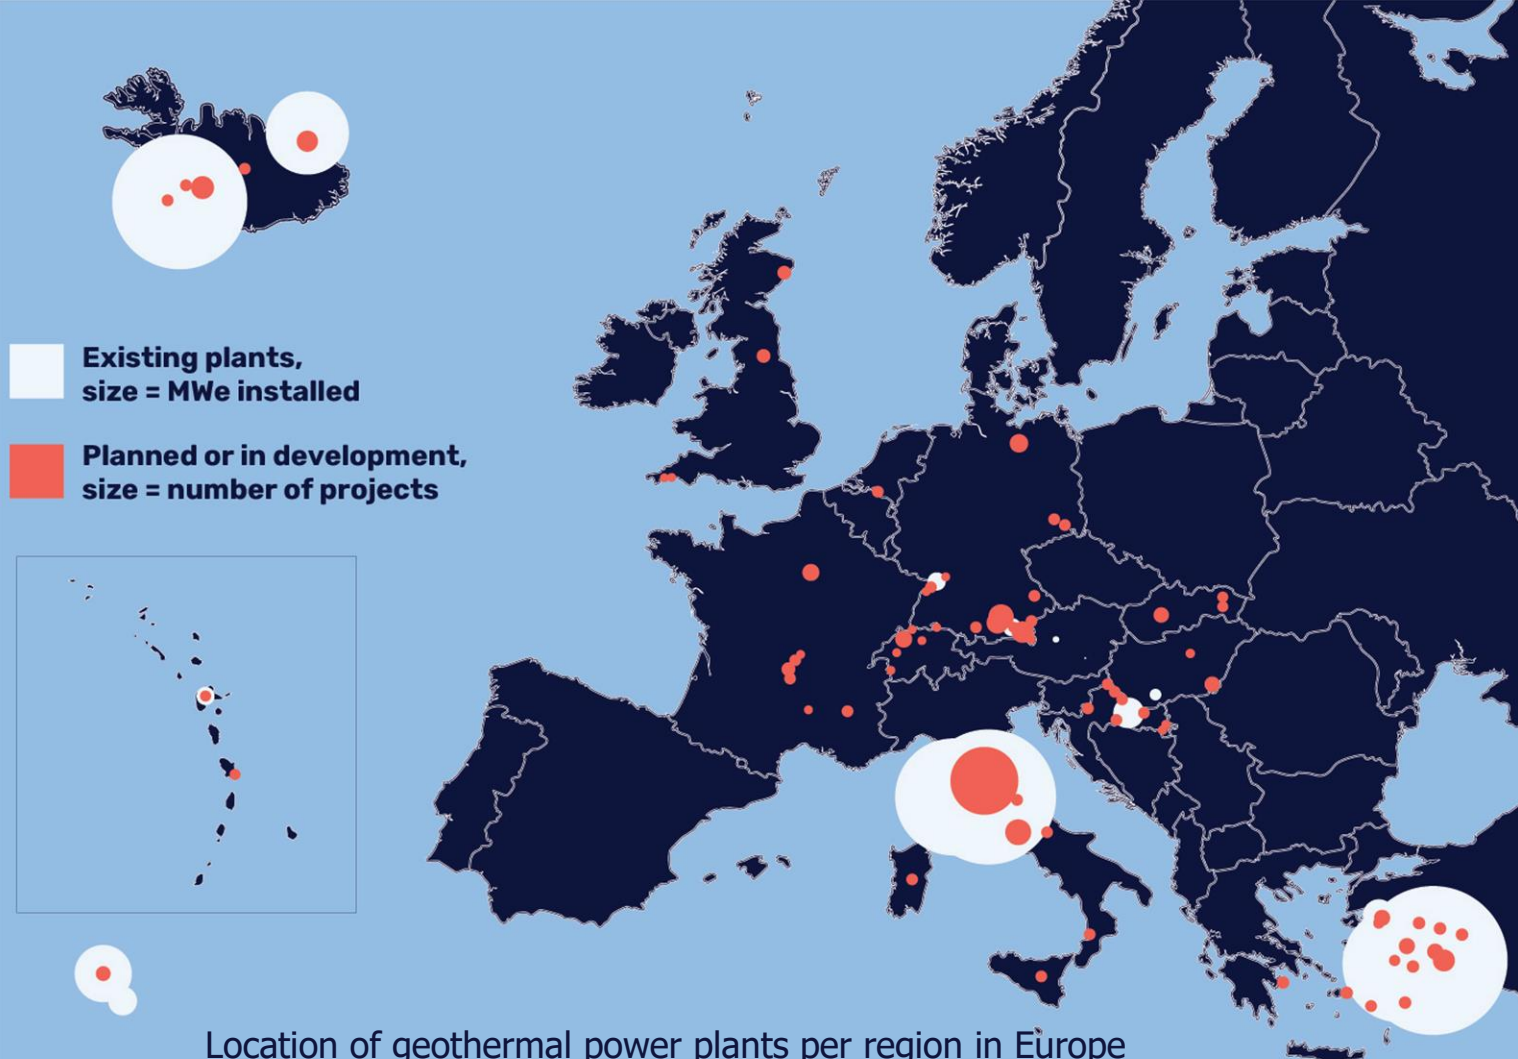 Existing plants,
size = MWe installed
Planned or in development,
size = number of projects
Location of geothermal power plants per region in Europe